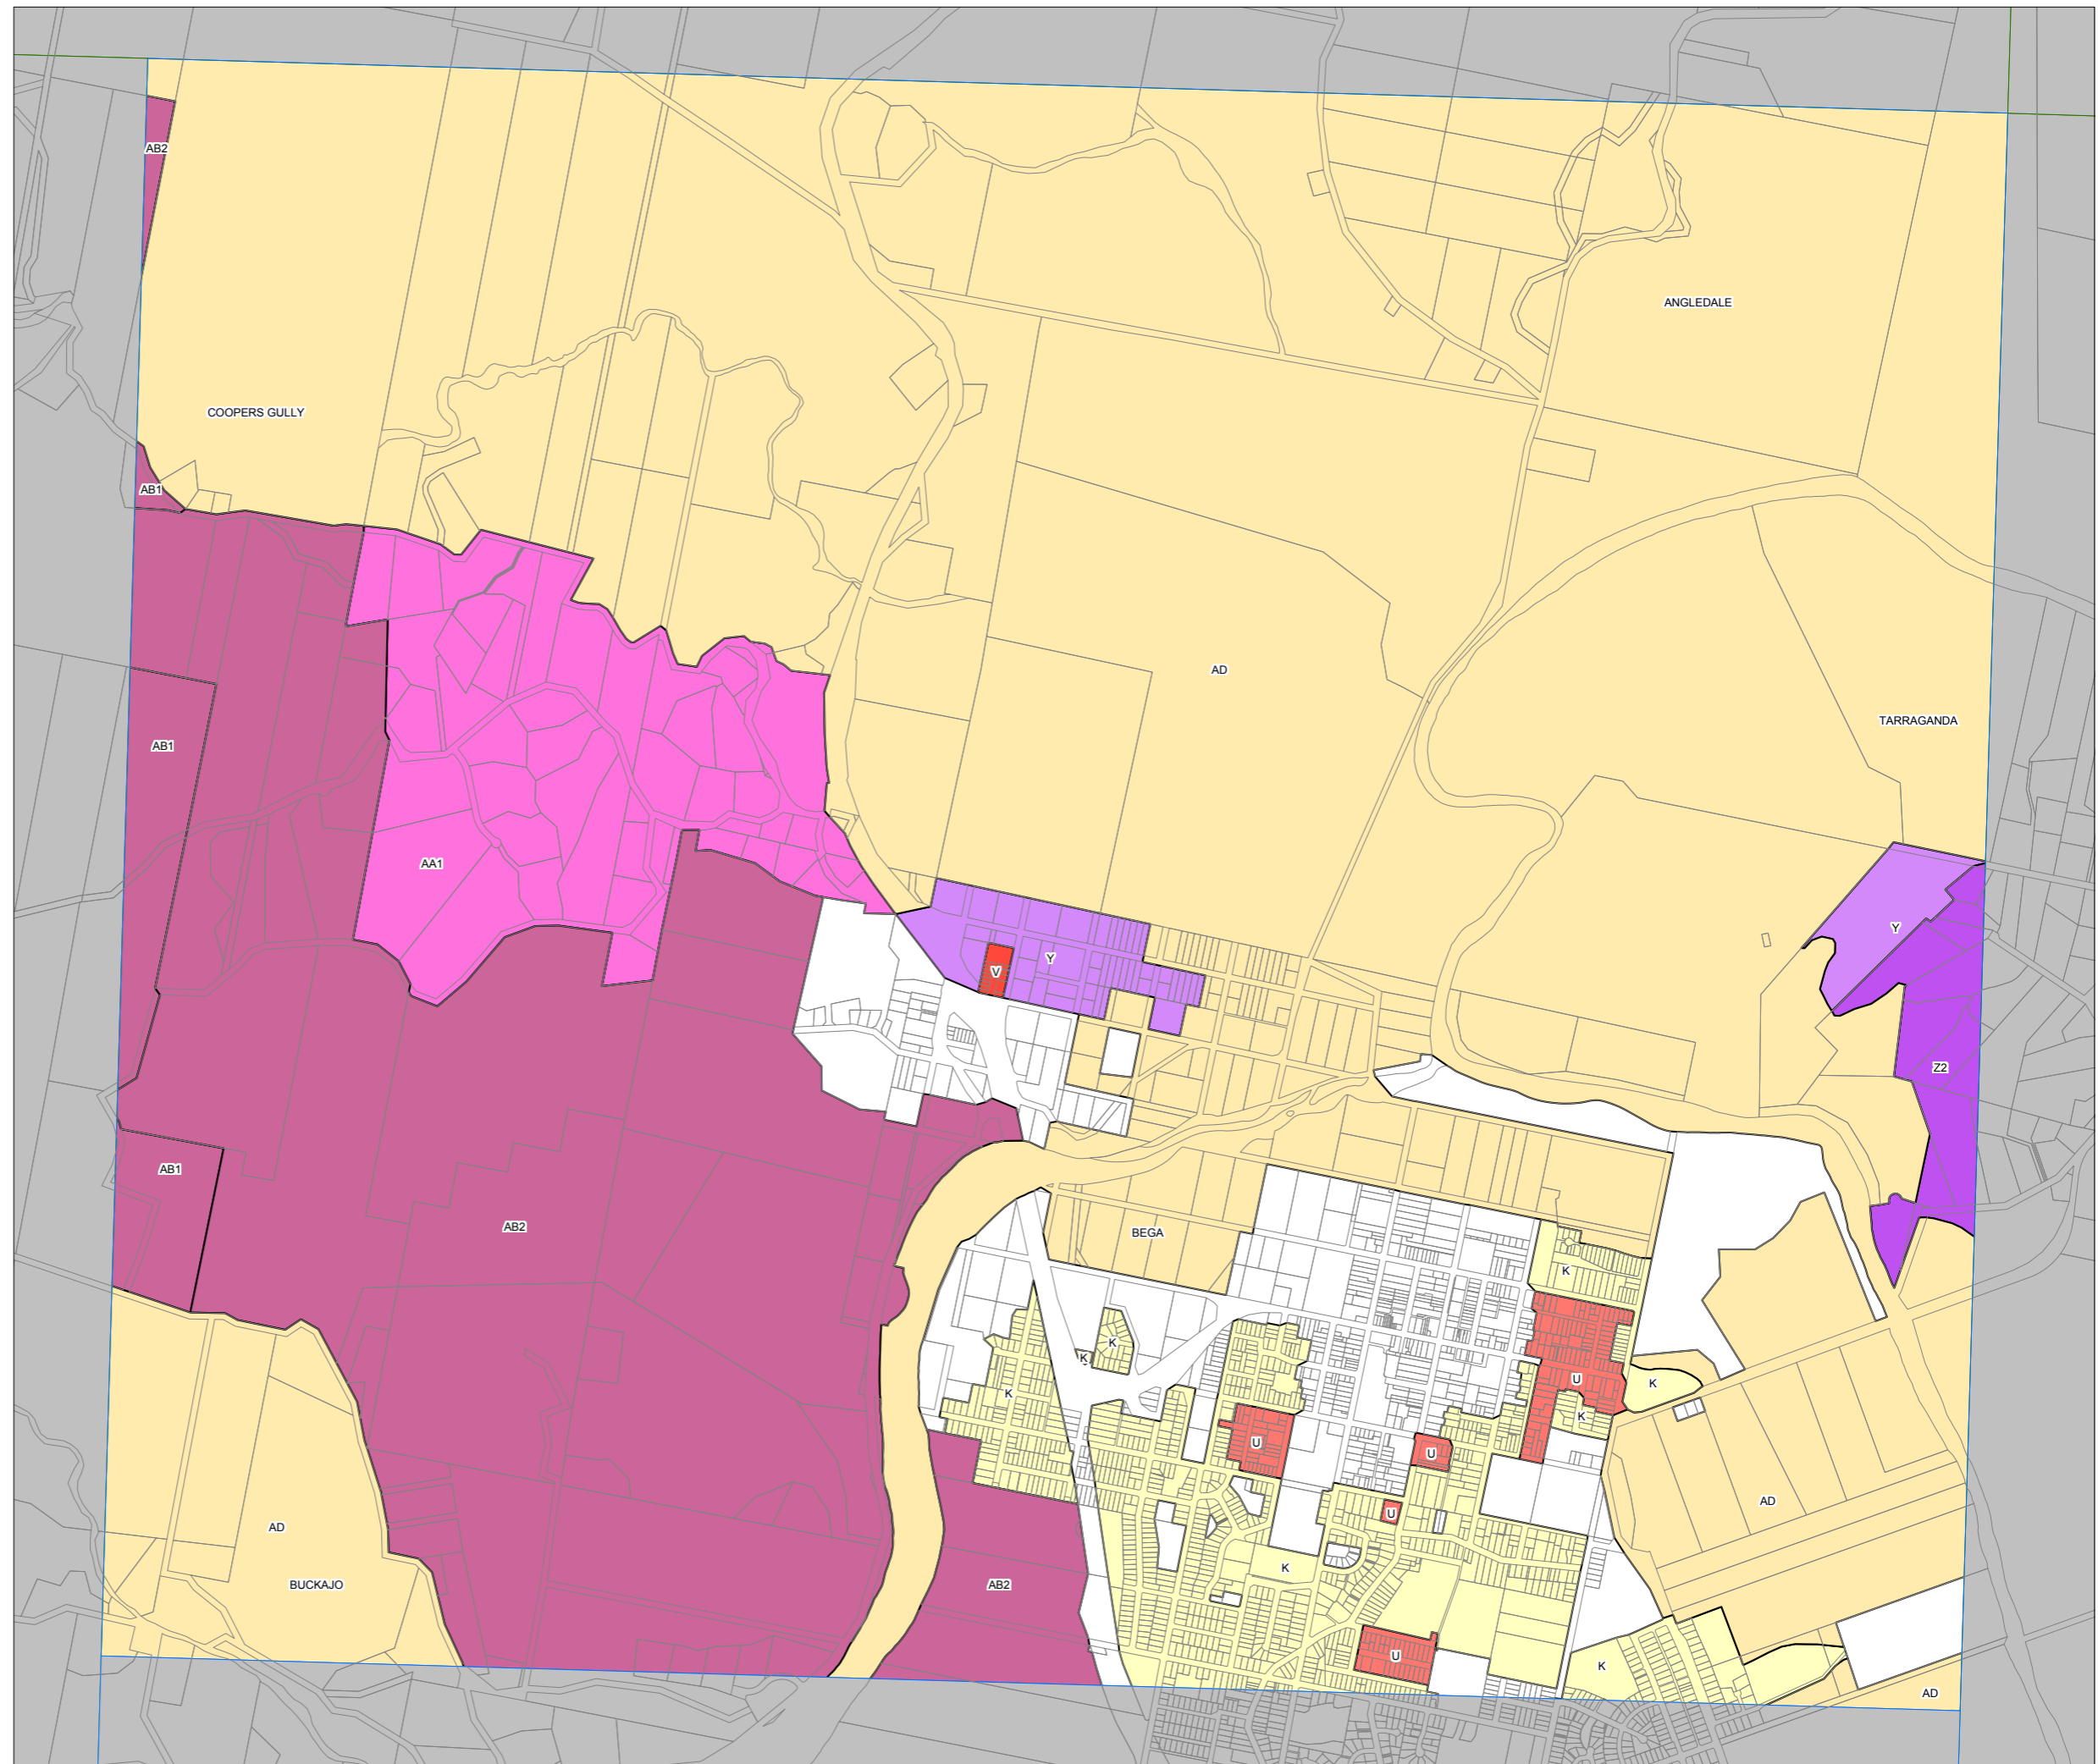 AB2
ANGLEDALE
COOPERS GULLY
AB1
AD
TARRAGANDA
AB1
AA1
Y
Y
V
Z2
AB1
AB2
BEGA
K
K
K
U
K
K
K
U
U
AD
U
AD
K
BUCKAJO
AB2
U
K
AD